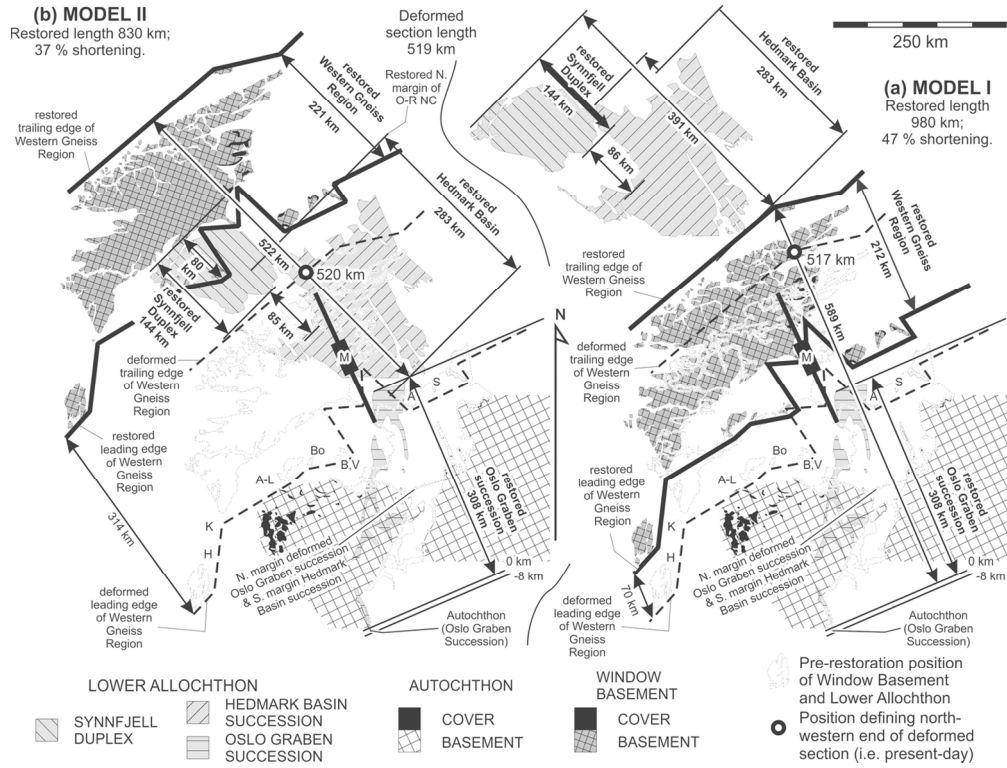 (b) MODEL II
Restored length 830 km;
37 % shortening.
Deformed
section length
519 km
Restored N.
margin of
O-R NC
restored
Western Gneiss
Region
221 km
restored
trailing edge of
Western Gneiss
Region
restored
Hedmark Basin
283 km
522 km
520 km
80
km
restored
Synnfjell
Duplex
144 km
85 km
deformed
trailing edge
of Western
Gneiss
Region
restored
leading edge
of Western
Gneiss
Region
314 km
M
S
A
Bo
B,V
A-L
K
H
restored
Oslo Graben
succession
308 km
N. margin deformed
Oslo Graben succession
& S. margin Hedmark
Basin succession
0 km
-8 km
deformed
leading edge
of Western
Gneiss
Region
Autochthon
(Oslo Graben
Succession)
N
250 km
(a) MODEL I
Restored length
980 km;
47 % shortening.
restored
Synnfjell
Duplex
144 km
restored
Hedmark Basin
283 km
391 km
86 km
restored
Western Gneiss
Region
212 km
517 km
589 km
restored
trailing edge of
Western Gneiss
Region
deformed
trailing edge of
Western Gneiss
Region
restored
leading edge
of Western
Gneiss
Region
M
S
A
Bo
B,V
A-L
K
H
70 km
restored
Oslo Graben
succession
308 km
N. margin deformed
Oslo Graben succession
& S. margin Hedmark
Basin succession
0 km
-8 km
deformed
leading edge
of Western
Gneiss
Region
Autochthon
(Oslo Graben
Succession)
LOWER ALLOCHTHON
SYNNFJELL
DUPLEX
HEDMARK BASIN
SUCCESSION
OSLO GRABEN
SUCCESSION
AUTOCHTHON
COVER
BASEMENT
WINDOW
BASEMENT
COVER
BASEMENT
Pre-restoration position
of Window Basement
and Lower Allochthon
Position defining north-
western end of deformed
section (i.e. present-day)